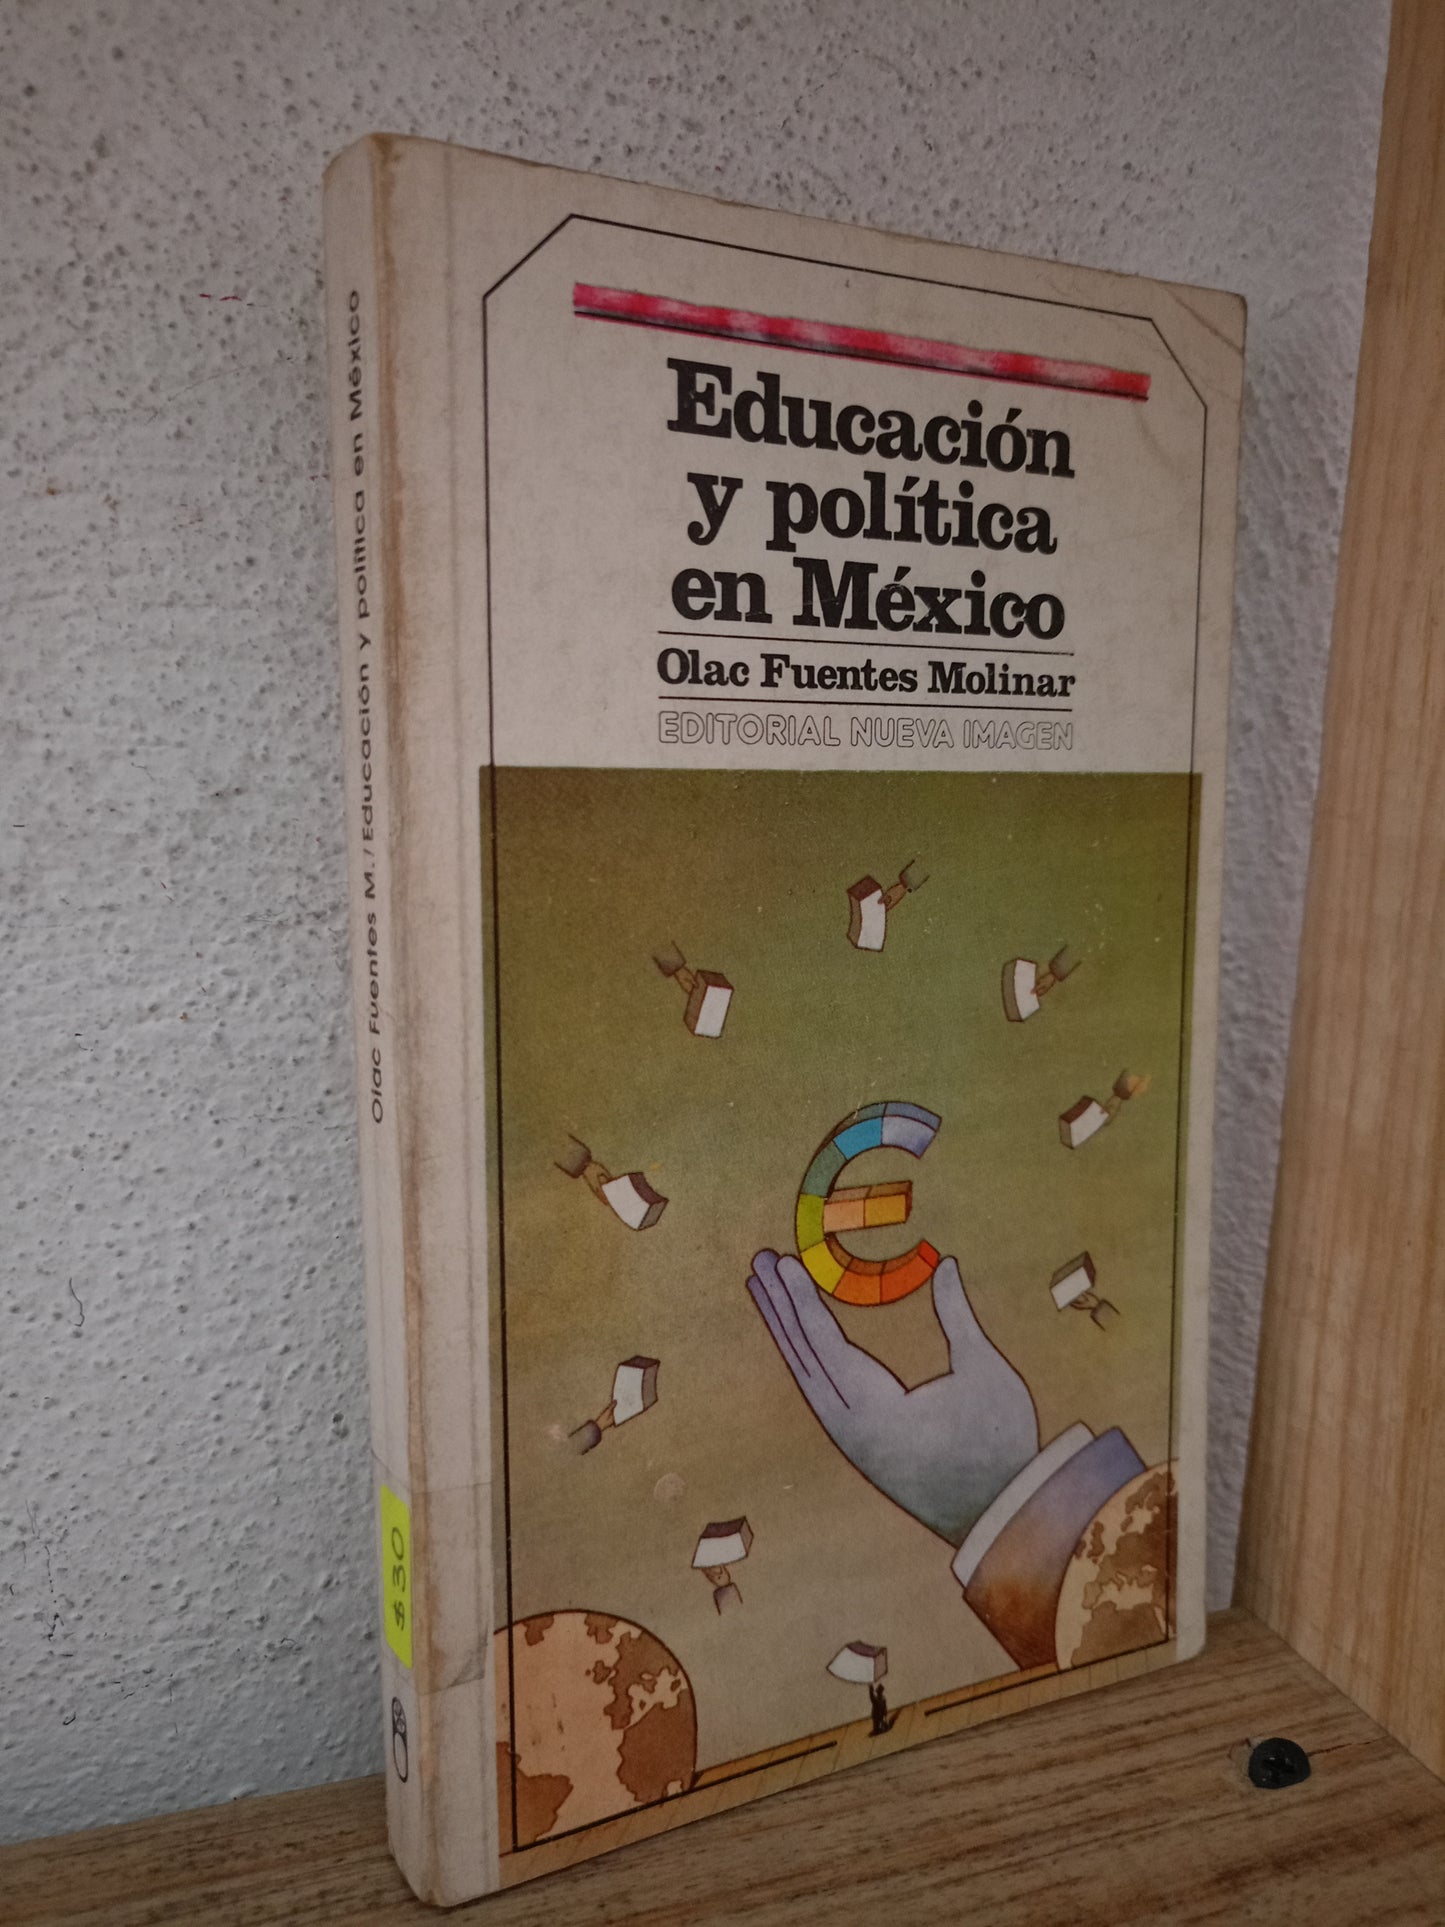 Educación
y política
en México
Olac Fuentes Molinar
EDITORIAL NUEVA IMAGEN
Olac Fuentes M./Educación y política en México
$30